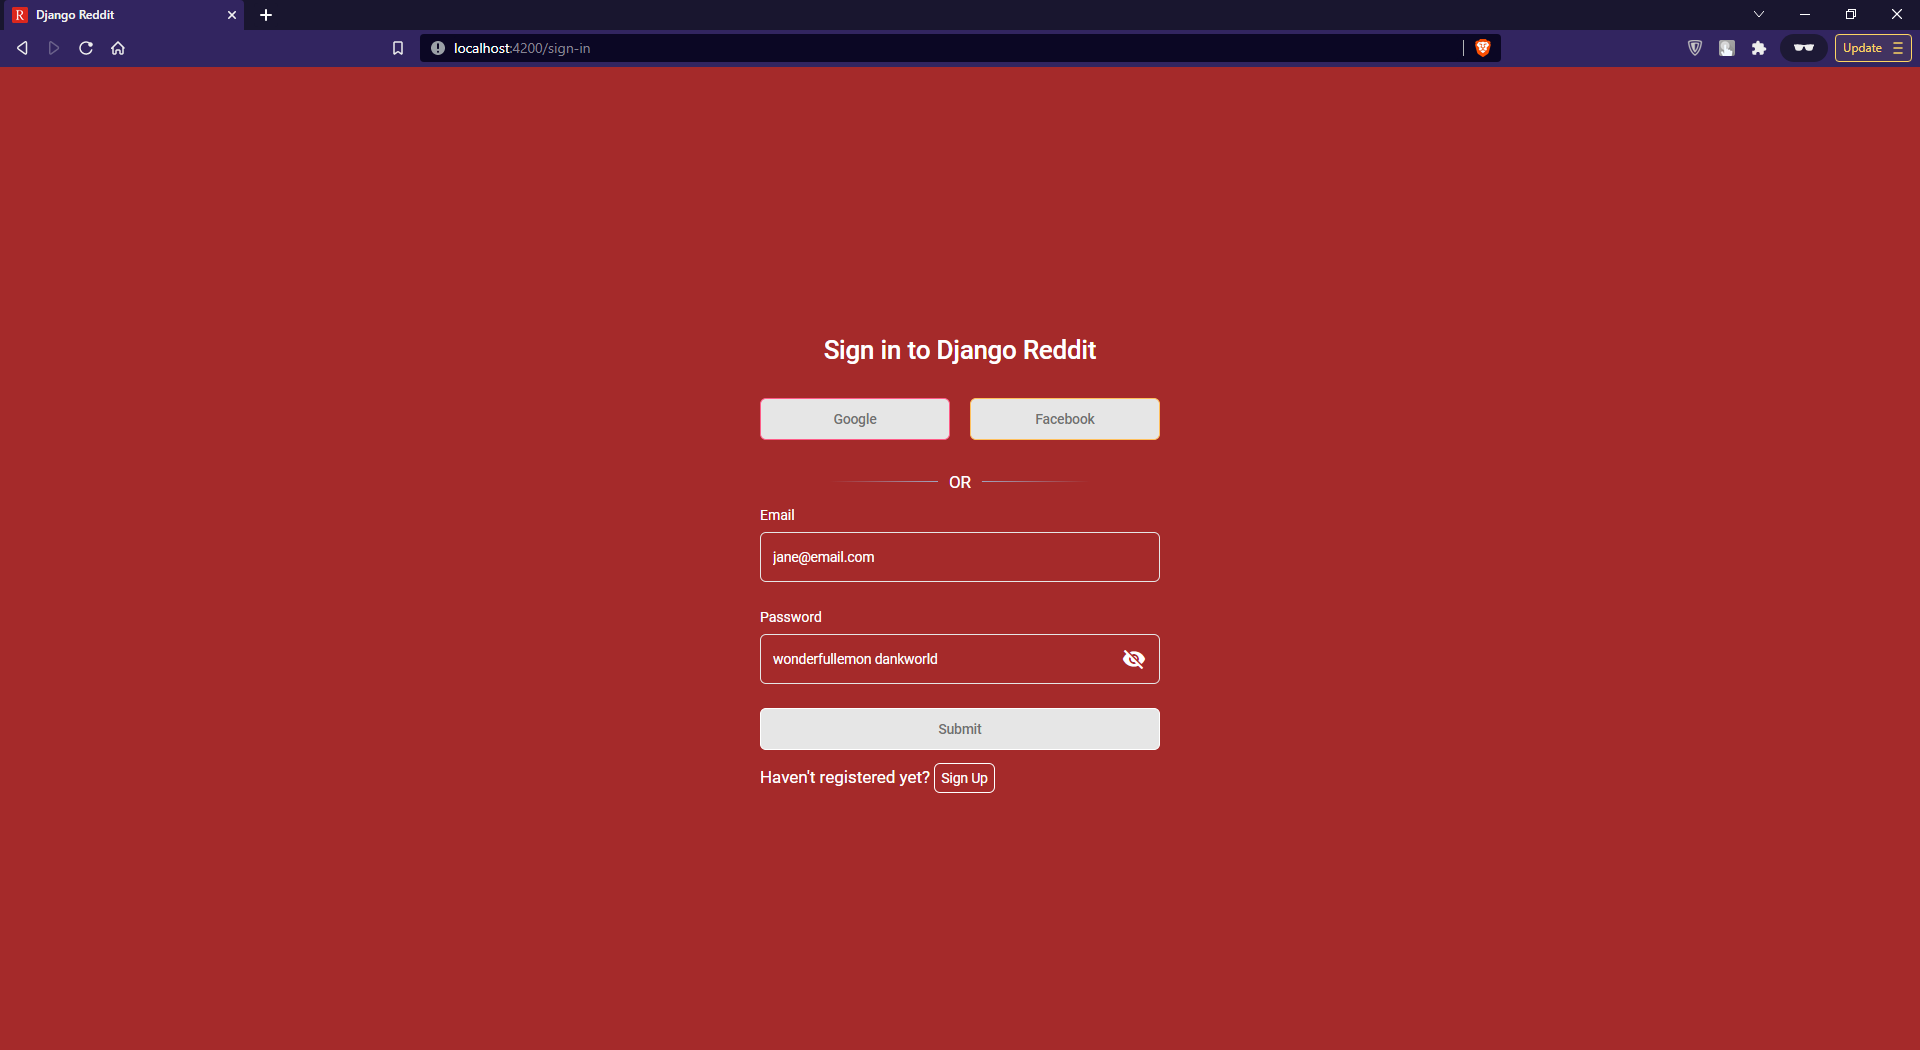 R Django Reddit
localhost:4200/sign-in
Update
Sign in to Django Reddit
Google Facebook
OR
Email
jane@email.com
Password
wonderfullemon dankworld
Submit
Haven't registered yet? Sign Up